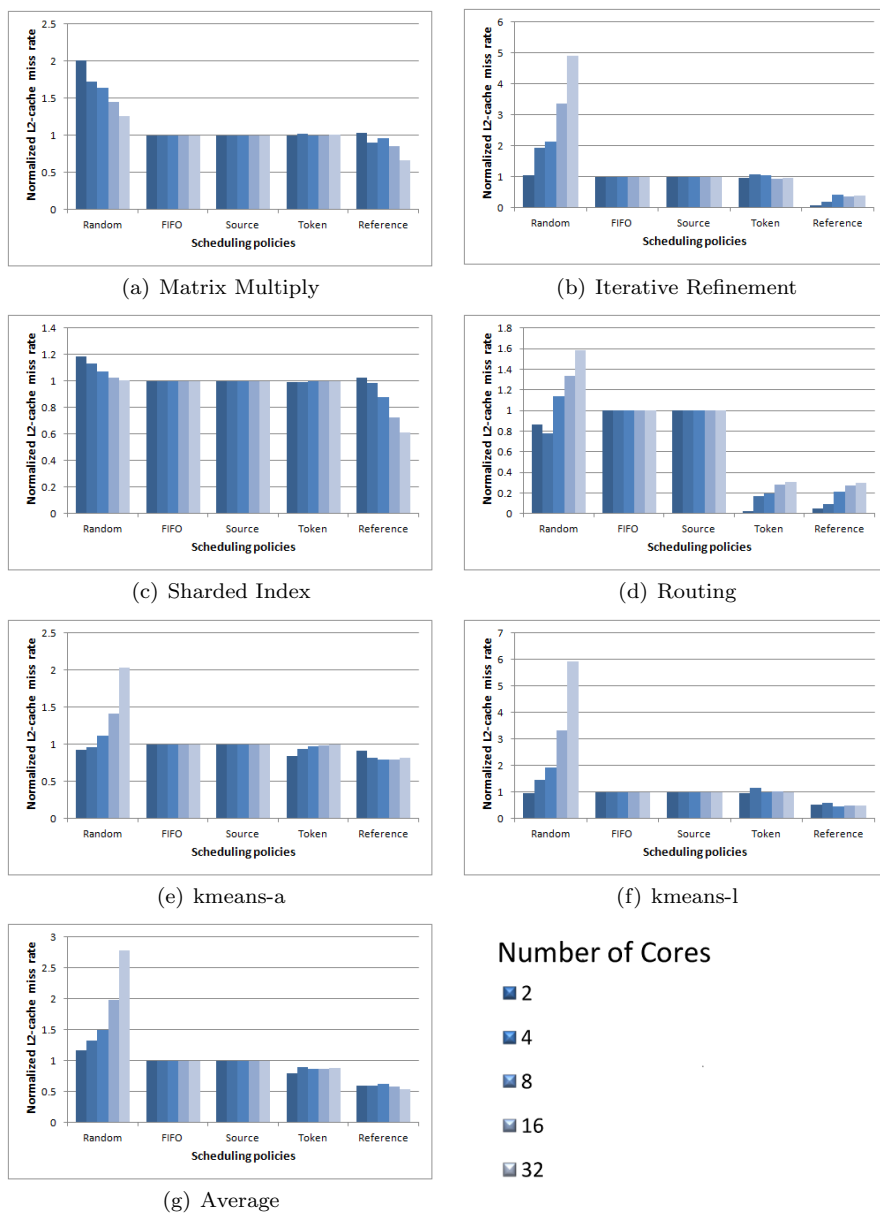 Normalized L2-cache miss rate
2.5
2
1.5
1
0.5
0
Random FIFO Source Token Reference
Scheduling policies
(a) Matrix Multiply
Normalized L2-cache miss rate
6
5
4
3
2
1
0
Random FIFO Source Token Reference
Scheduling policies
(b) Iterative Refinement
Normalized L2-cache miss rate
1.4
1.2
1
0.8
0.6
0.4
0.2
0
Random FIFO Source Token Reference
Scheduling policies
(c) Sharded Index
Normalized L2-cache miss rate
1.8
1.6
1.4
1.2
1
0.8
0.6
0.4
0.2
0
Random FIFO Source Token Reference
Scheduling policies
(d) Routing
Normalized L2-cache miss rate
2.5
2
1.5
1
0.5
0
Random FIFO Source Token Reference
Scheduling policies
(e) kmeans-a
Normalized L2-cache miss rate
7
6
5
4
3
2
1
0
Random FIFO Source Token Reference
Scheduling policies
(f) kmeans-l
Normalized L2-cache miss rate
3
2.5
2
1.5
1
0.5
0
Random FIFO Source Token Reference
Scheduling policies
(g) Average
Number of Cores
2
4
8
16
32